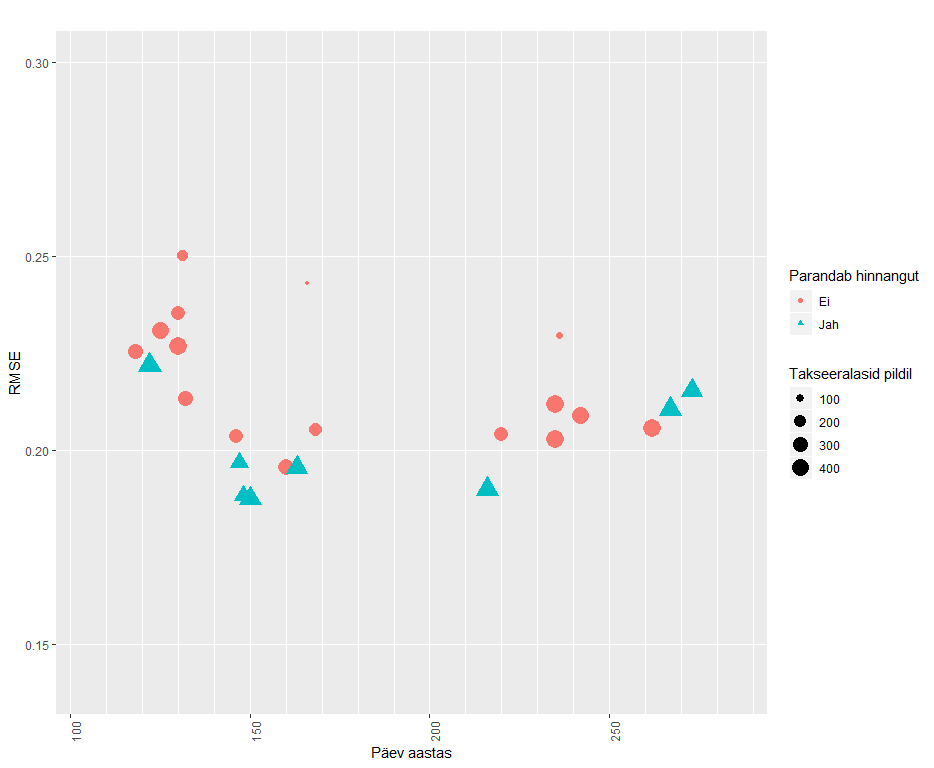 0.30
0.25
0.20
0.15
RMSE
100
150
200
250
Päev aastas
Parandab hinnangut
Ei
Jah
Takseeralasid pildil
100
200
300
400